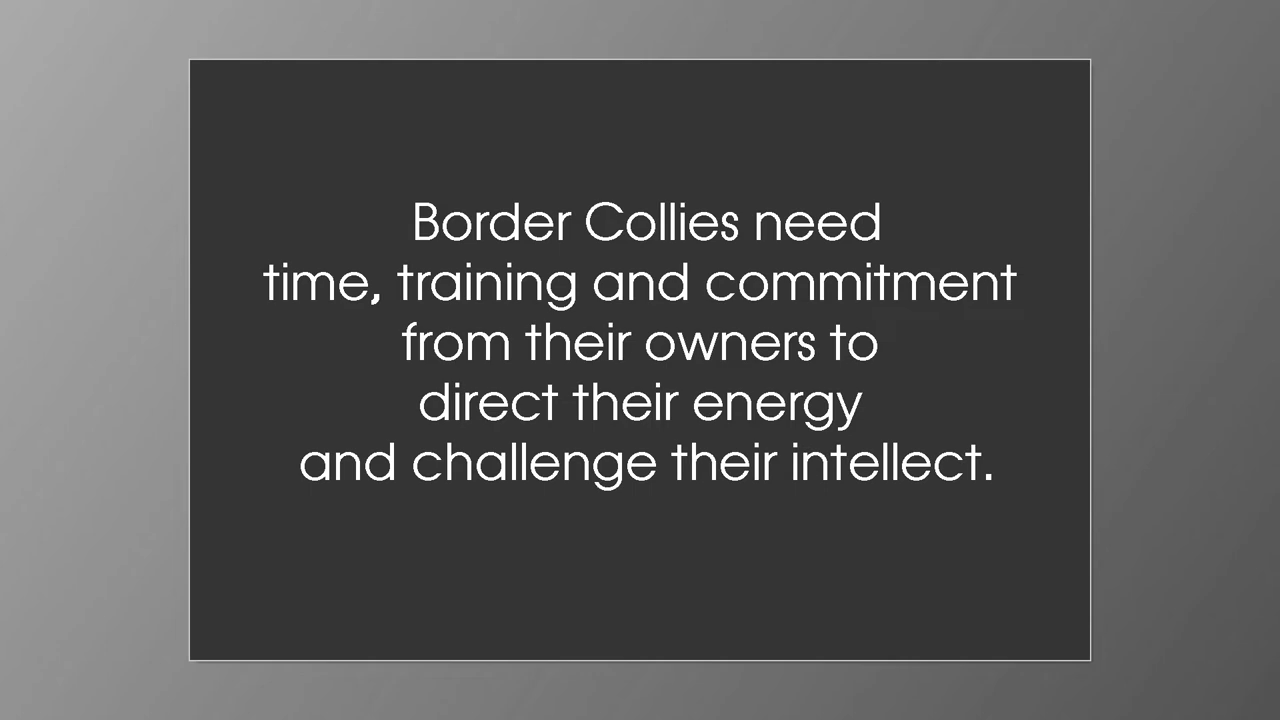 Border Collies need
time, training and commitment
from their owners to
direct their energy
and challenge their intellect.